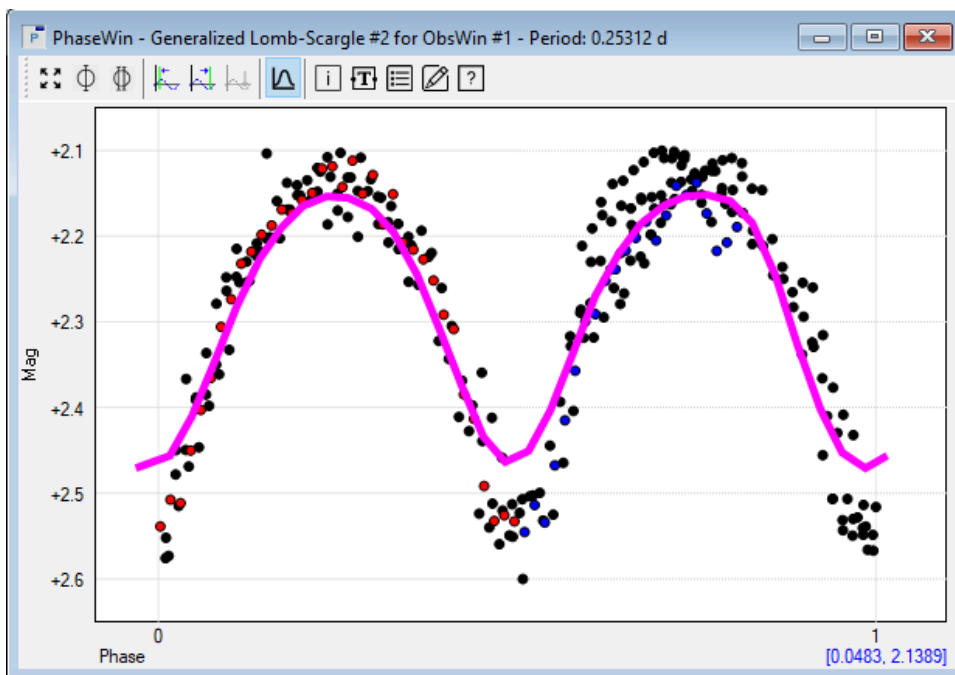 PhaseWin - Generalized Lomb-Scargle #2 for ObsWin #1 - Period: 0.25312 d
i T ?
+2.1
+2.2
+2.3
+2.4
+2.5
+2.6
Mag
0 1
Phase [0.0483, 2.1389]